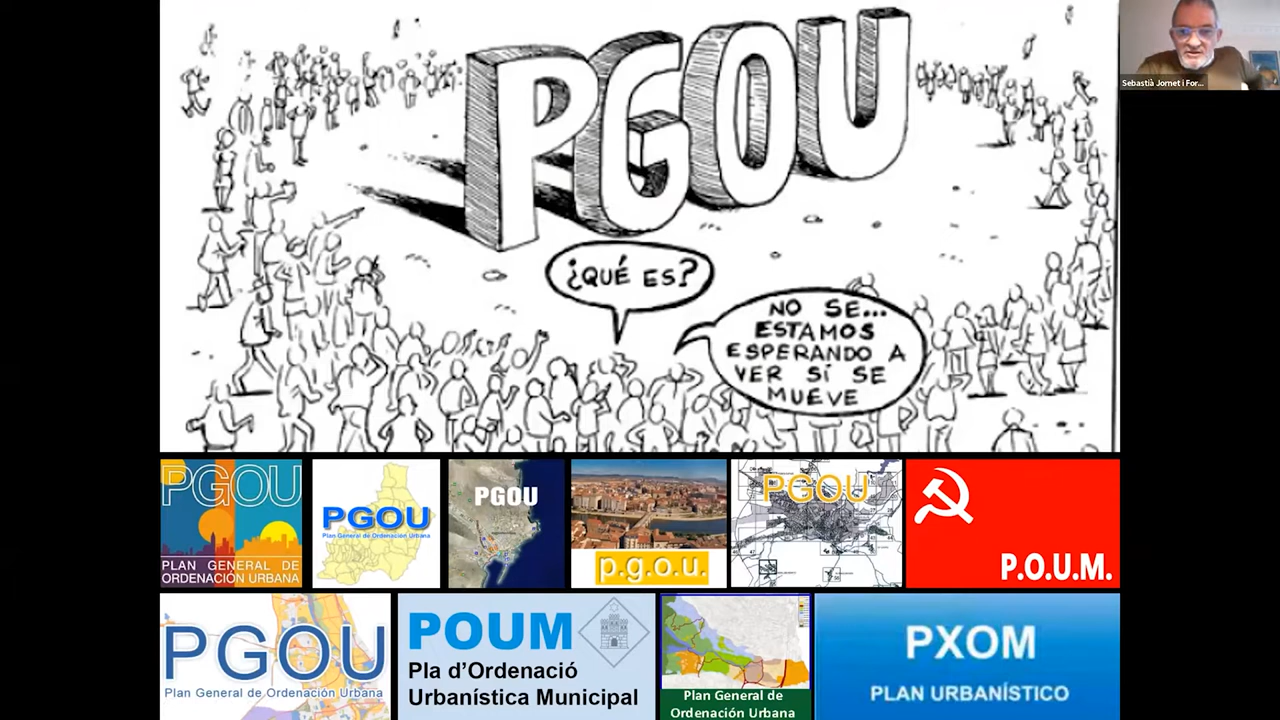 PGOU
¿QUÉ ES?
NO SE...
ESTAMOS
ESPERANDO A
VER SÍ SE
MUEVE
Sebastià Jornet i For...
PGOU
PLAN GENERAL DE
ORDENACIÓN URBANA
PGOU
Plan General de Ordenación Urbana
PGOU
p.g.o.u.
PGOU
P.O.U.M.
PGOU
Plan General de Ordenación Urbana
POUM
Pla d'Ordenació
Urbanística Municipal
Plan General de
Ordenación Urbana
PXOM
PLAN URBANÍSTICO